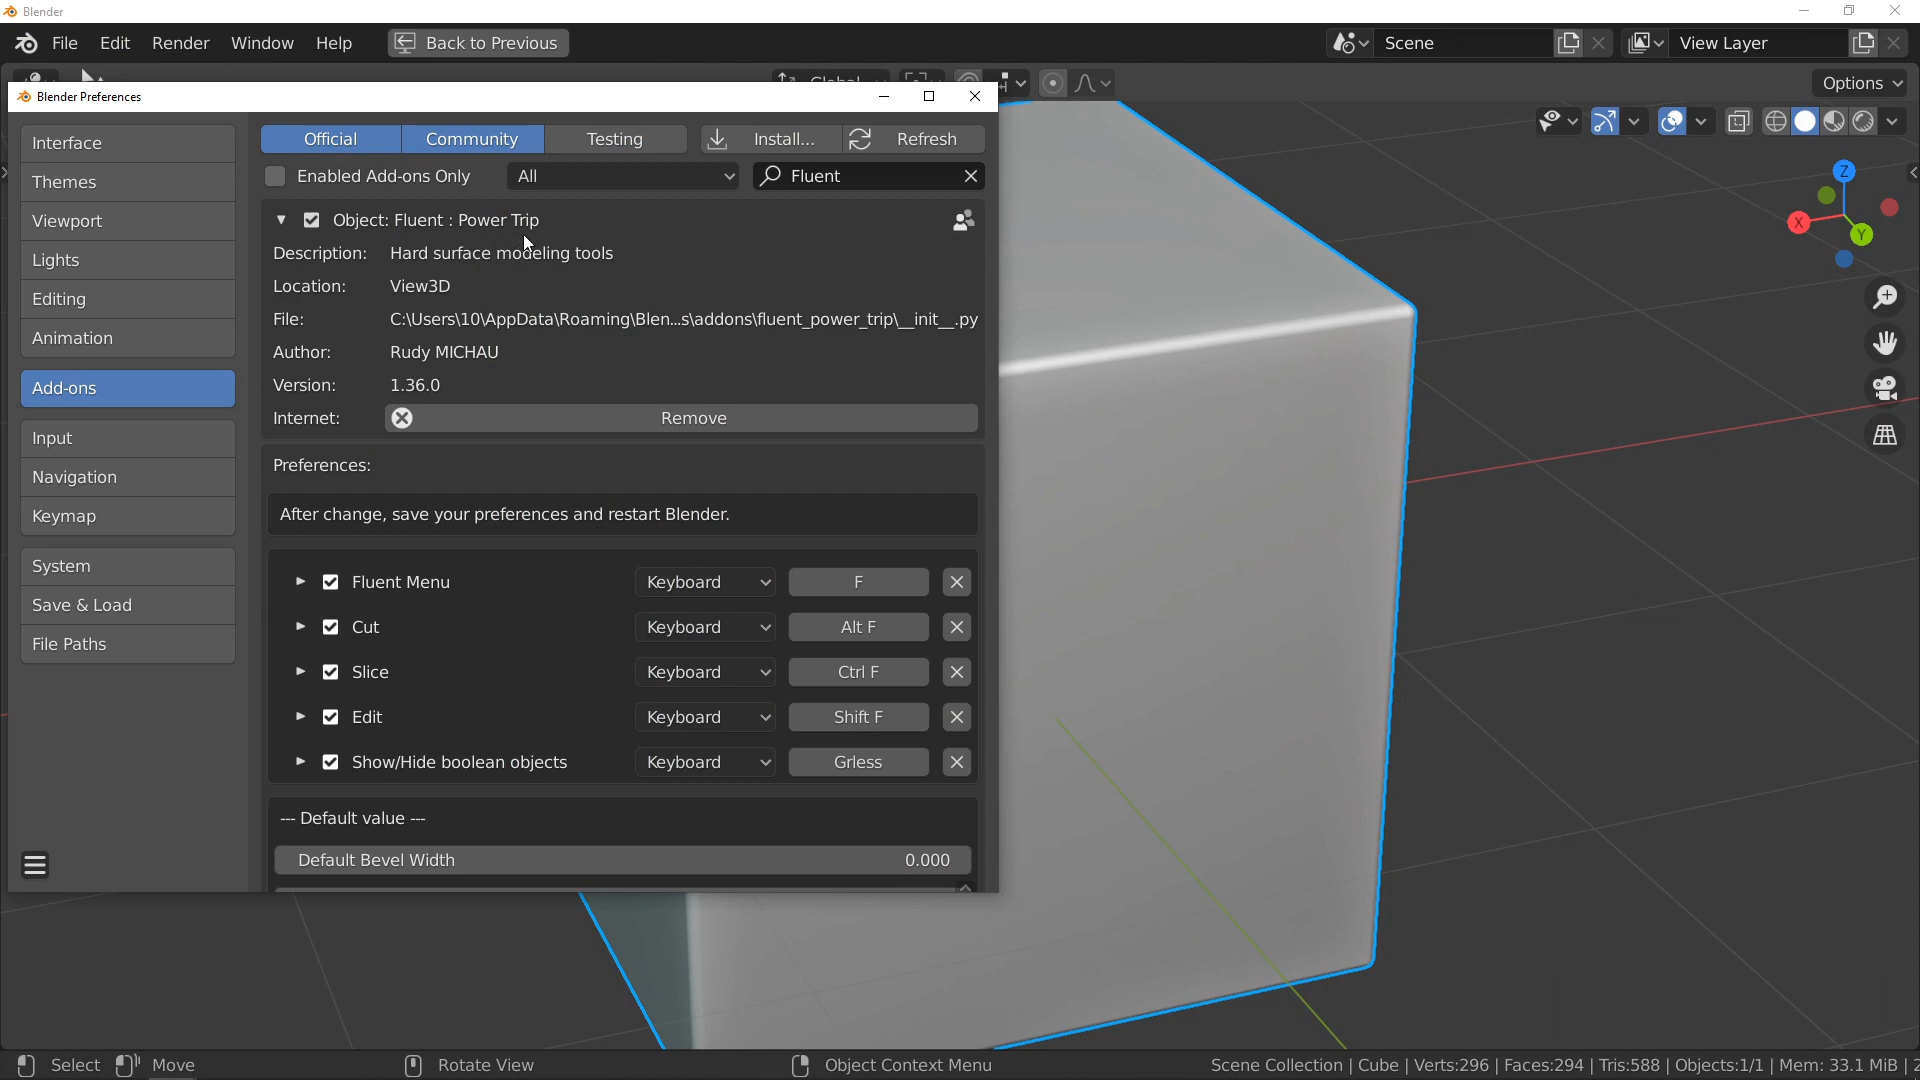 Blender
File Edit Render Window Help Back to Previous Scene View Layer
Global Options
Blender Preferences
Interface
Themes
Viewport
Lights
Editing
Animation
Add-ons
Input
Navigation
Keymap
System
Save & Load
File Paths
Official Community Testing Install... Refresh
Enabled Add-ons Only All Fluent
Object: Fluent : Power Trip
Description: Hard surface modeling tools
Location: View3D
File: C:\Users\10\AppData\Roaming\Blen...s\addons\fluent_power_trip\__init__.py
Author: Rudy MICHAU
Version: 1.36.0
Internet: Remove
Preferences:
After change, save your preferences and restart Blender.
Fluent Menu Keyboard F
Cut Keyboard Alt F
Slice Keyboard Ctrl F
Edit Keyboard Shift F
Show/Hide boolean objects Keyboard Grless
--- Default value ---
Default Bevel Width 0.000
Z
X
Y
Select Move Rotate View Object Context Menu Scene Collection | Cube | Verts:296 | Faces:294 | Tris:588 | Objects:1/1 | Mem: 33.1 MiB | 2